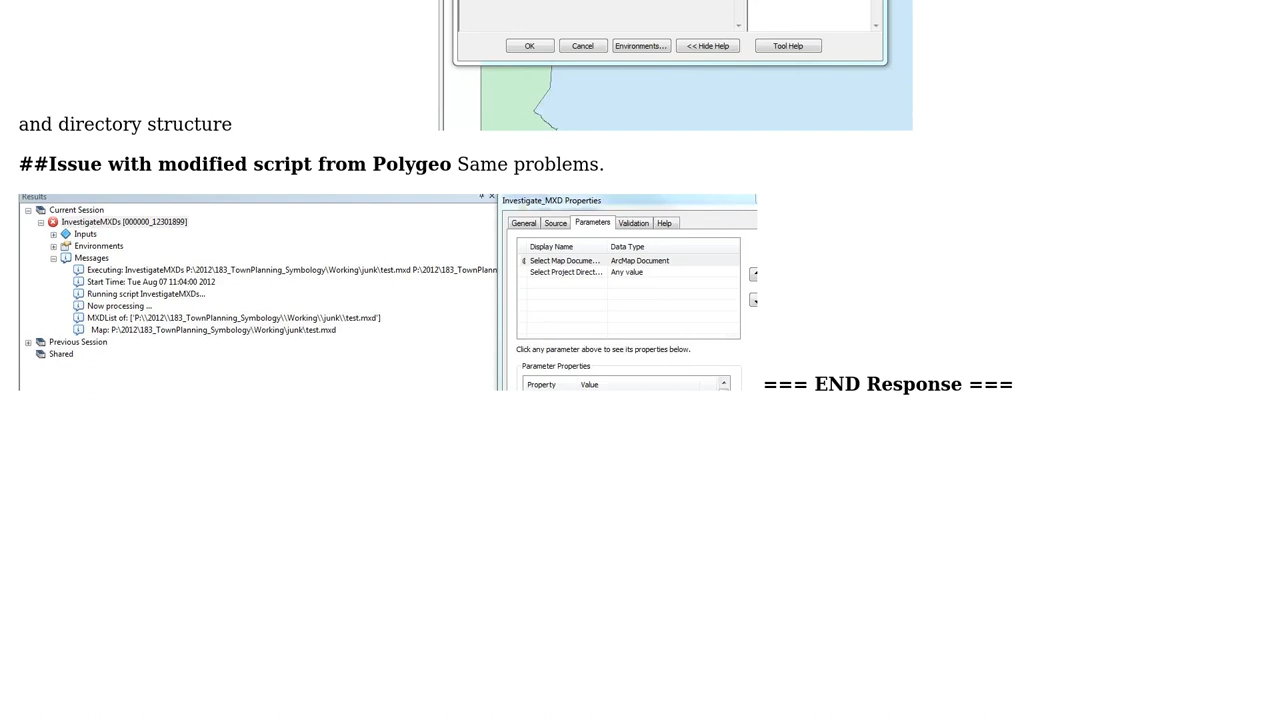 OK Cancel Environments... << Hide Help Tool Help
and directory structure
##Issue with modified script from Polygeo Same problems.
Results
Current Session
InvestigateMXDs [000000_12301899]
Inputs
Environments
Messages
Executing: InvestigateMXDs P:\2012\183_TownPlanning_Symbology\Working\junk\test.mxd P:\2012\183_TownPlann
Start Time: Tue Aug 07 11:04:00 2012
Running script InvestigateMXDs...
Now processing ...
MXDList of: ['P:\\2012\\183_TownPlanning_Symbology\\Working\\junk\\test.mxd']
Map: P:\2012\183_TownPlanning_Symbology\Working\junk\test.mxd
Previous Session
Shared
Investigate_MXD Properties
General Source Parameters Validation Help
Display Name Data Type
Select Map Docume... ArcMap Document
Select Project Direct... Any value
Click any parameter above to see its properties below.
Parameter Properties
Property Value
=== END Response ===